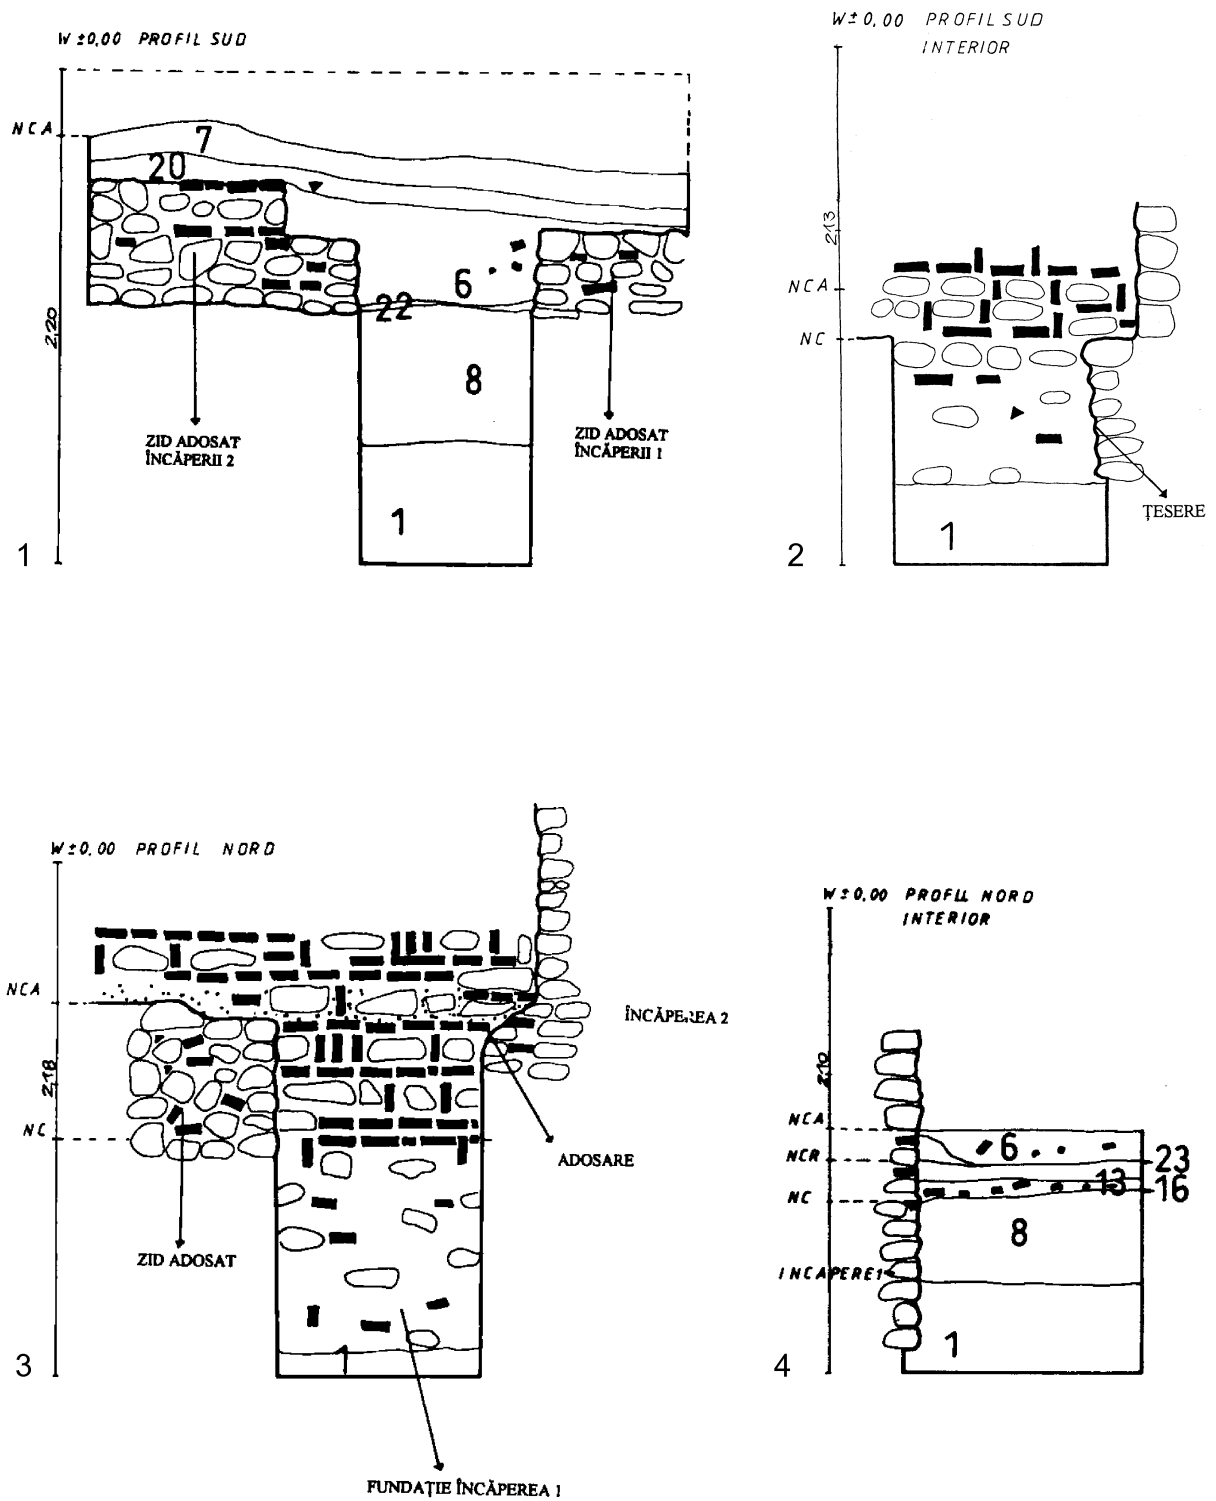 W ±0,00 PROFIL SUD
NCA
7
20
6
22
2,20
8
ZID ADOSAT
ÎNCĂPERII 2
ZID ADOSAT
ÎNCĂPERII 1
1
1
W ± 0,00 PROFIL SUD
INTERIOR
2,13
NCA
NC
ȚESERE
1
2
W ±0,00 PROFIL NORD
NCA
ÎNCĂPEREA 2
2,18
NC
ADOSARE
ZID ADOSAT
1
3
FUNDAȚIE ÎNCĂPEREA 1
W ±0,00 PROFIL NORD
INTERIOR
2,10
NCA
6
NCR
23
13
16
NC
8
INCAPERE 1
1
4